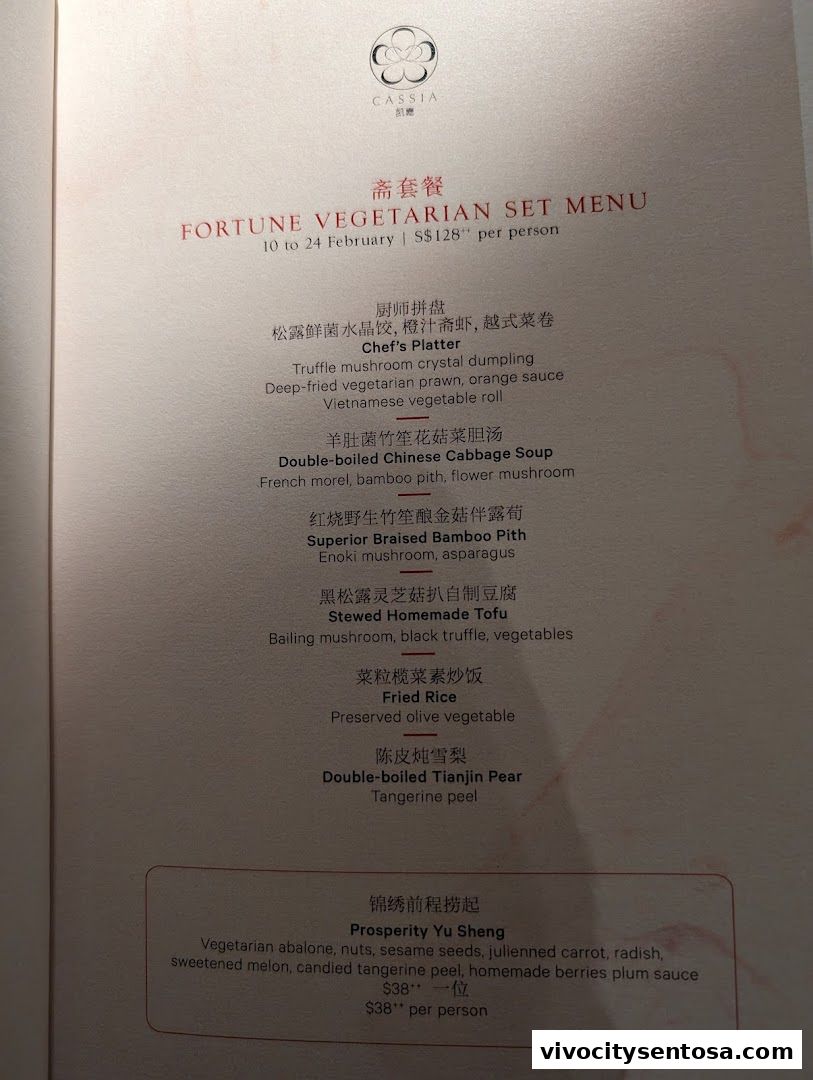 CASSIA
凯ржа
斋套餐
FORTUNE VEGETARIAN SET MENU
10 to 24 February | S$128++ per person
厨师拼盘
松露鲜菌水晶饺, 橙汁斋虾, 越式菜卷
Chef's Platter
Truffle mushroom crystal dumpling
Deep-fried vegetarian prawn, orange sauce
Vietnamese vegetable roll
羊肚菌竹笙花菇菜胆汤
Double-boiled Chinese Cabbage Soup
French morel, bamboo pith, flower mushroom
红烧野生竹笙酿金菇伴露荀
Superior Braised Bamboo Pith
Enoki mushroom, asparagus
黑松露灵芝菇扒自制豆腐
Stewed Homemade Tofu
Bailing mushroom, black truffle, vegetables
菜粒榄菜素炒饭
Fried Rice
Preserved olive vegetable
陈皮炖雪梨
Double-boiled Tianjin Pear
Tangerine peel
锦绣前程捞起
Prosperity Yu Sheng
Vegetarian abalone, nuts, sesame seeds, julienned carrot, radish,
sweetened melon, candied tangerine peel, homemade berries plum sauce
$38++ 一位
$38++ per person
vivocitysentosa.com